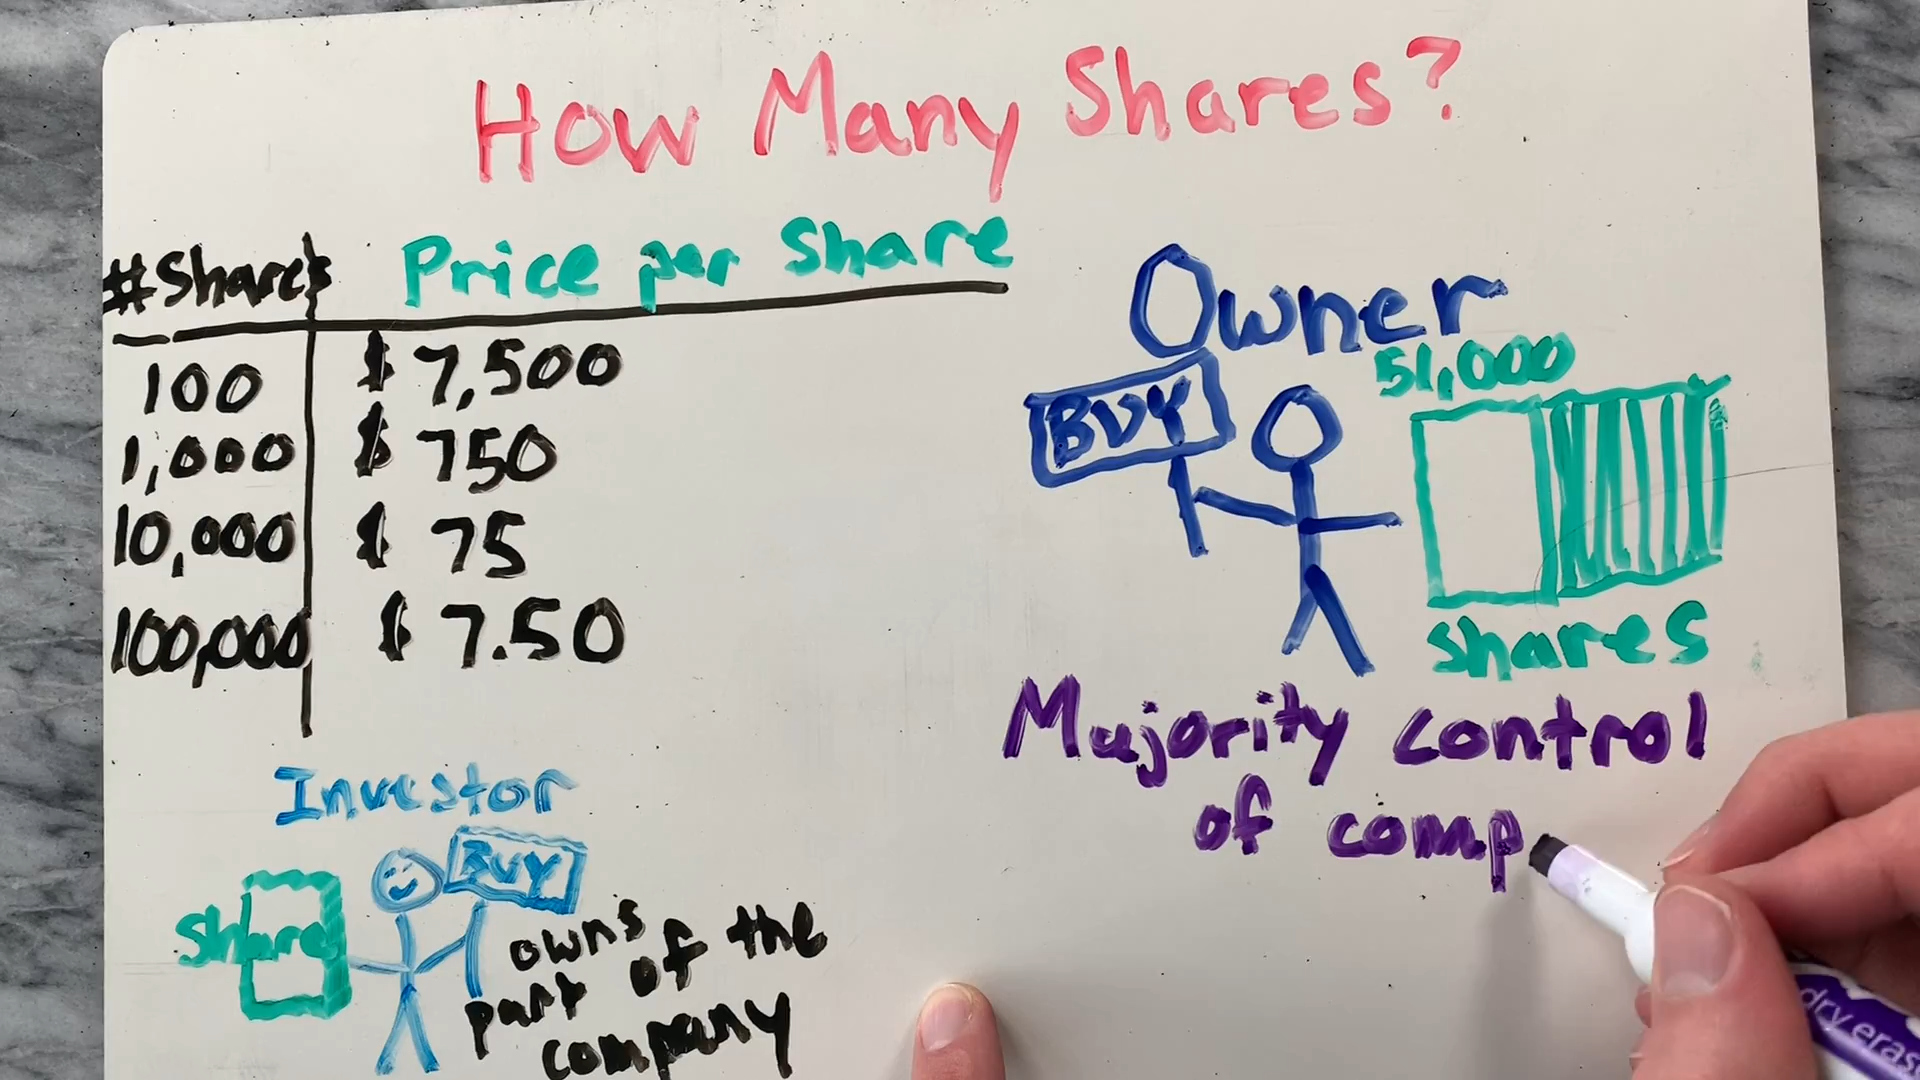 How Many Shares?
#Shares Price per Share
100 $ 7,500
1,000 $ 750
10,000 $ 75
100,000 $ 7.50
Owner
51,000
BUY
shares
Majority control
of comp
Investor
BUY
Share
owns
part of the
company
dry eras